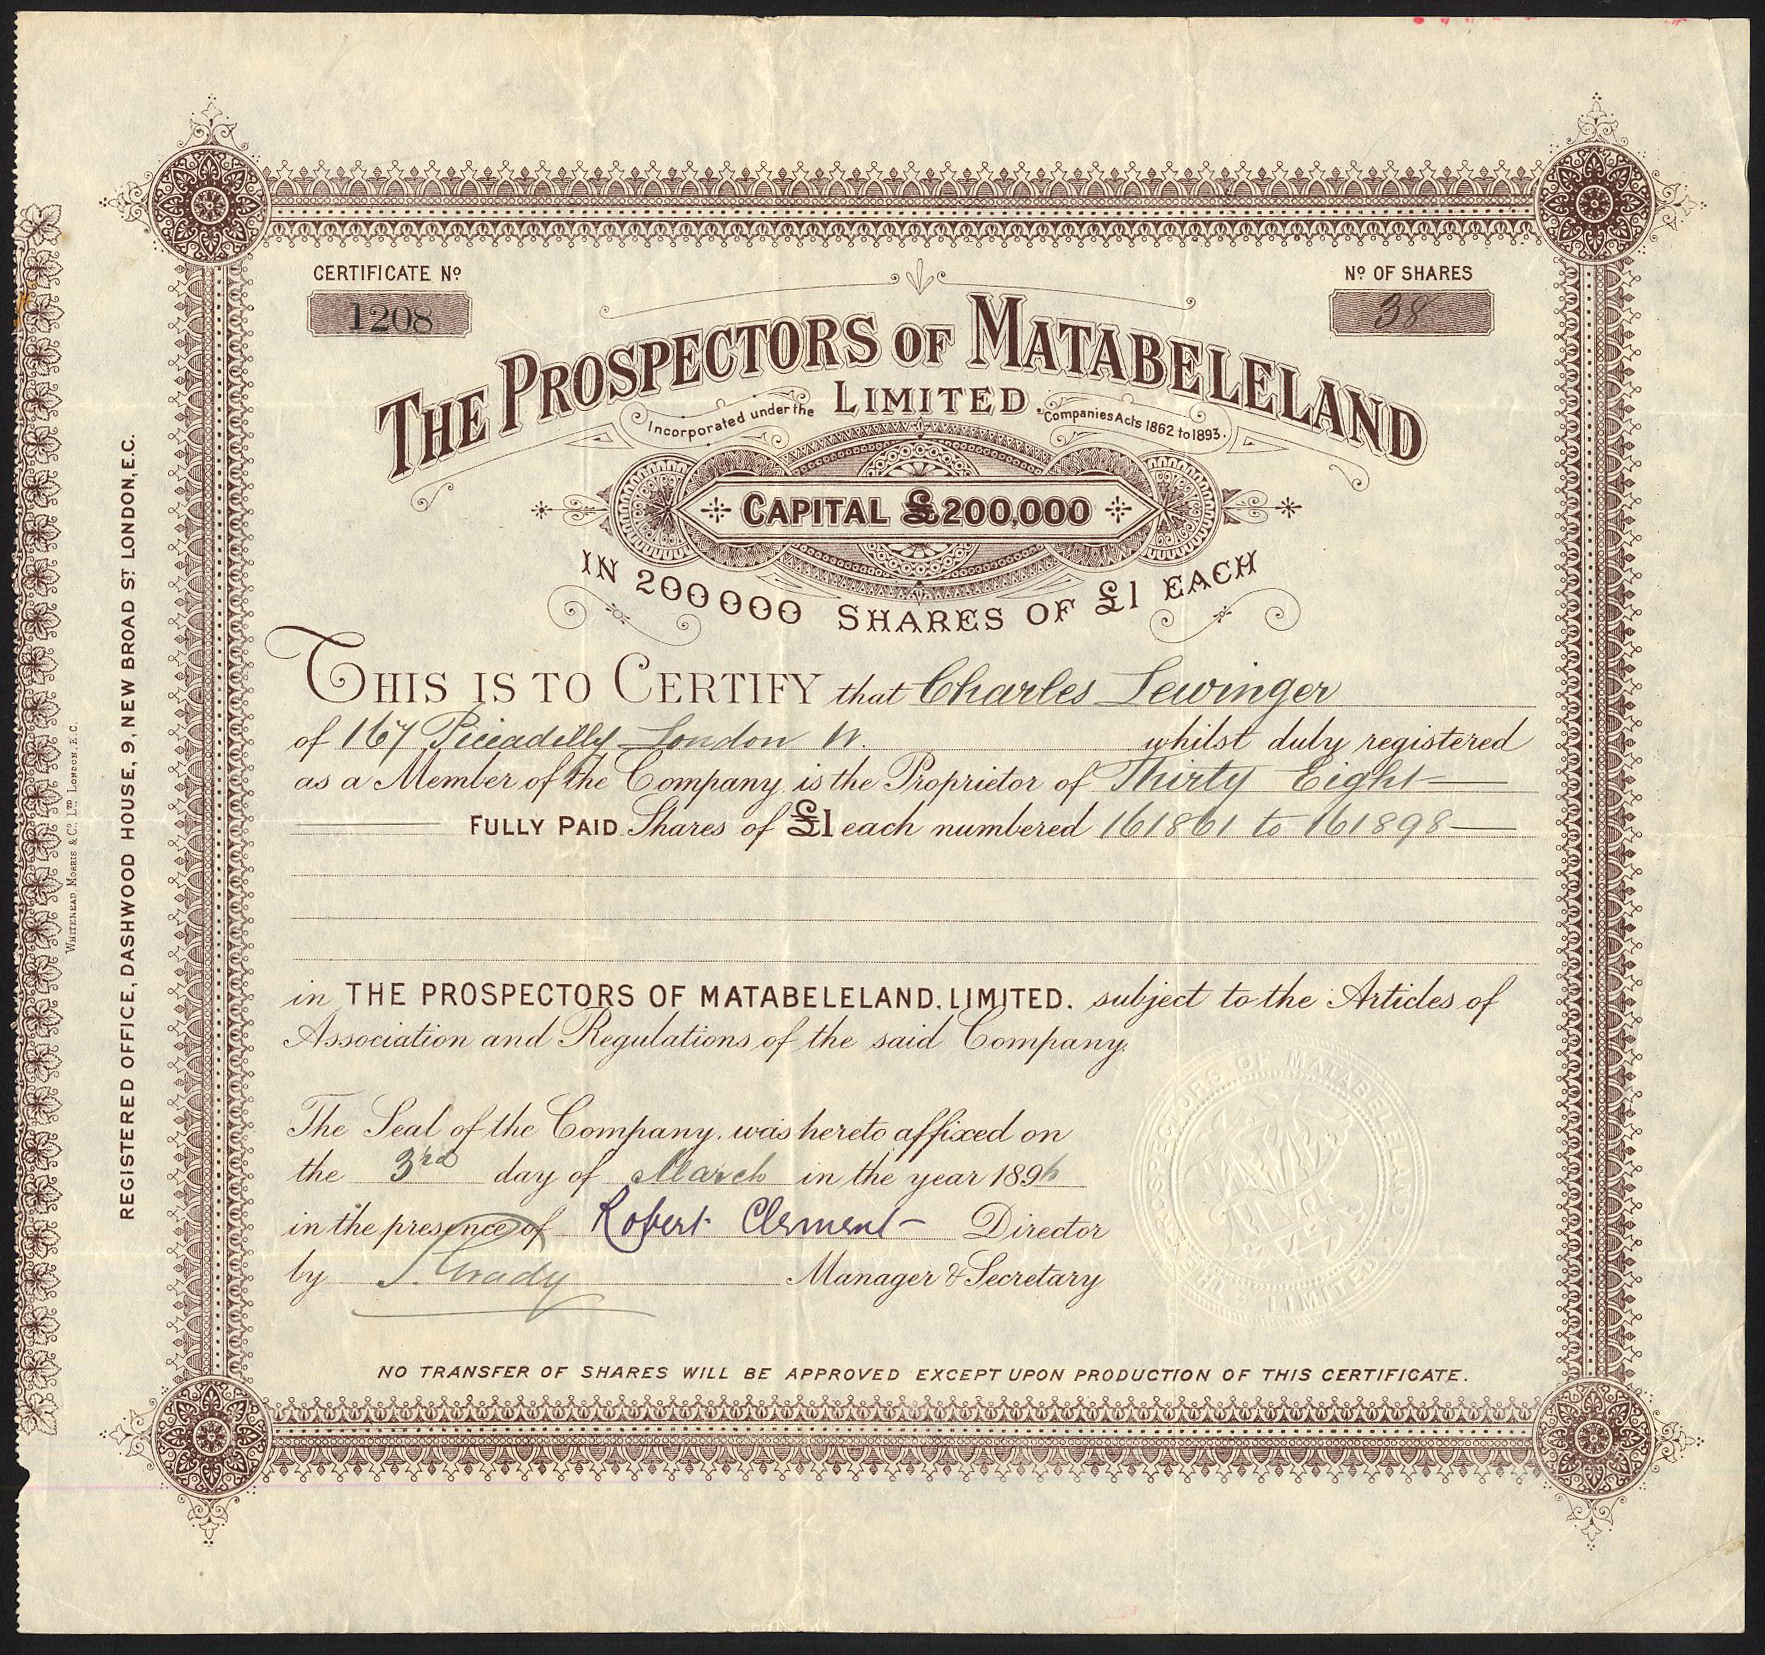 CERTIFICATE Nº
1208
Nº OF SHARES
38
THE PROSPECTORS OF MATABELELAND
LIMITED.
Incorporated under the Companies Acts 1862 to 1893.
CAPITAL £200,000
IN 200000 SHARES OF £1 EACH
THIS IS TO CERTIFY that Charles Lewinger
of 167 Piccadilly London W. whilst duly registered
as a Member of the Company is the Proprietor of Thirty Eight
FULLY PAID Shares of £1 each numbered 161861 to 161898
in THE PROSPECTORS OF MATABELELAND, LIMITED. subject to the Articles of
Association and Regulations of the said Company.
The Seal of the Company was hereto affixed on
the 3rd day of March in the year 1896
in the presence of Robert Clement Director
by Manager & Secretary
NO TRANSFER OF SHARES WILL BE APPROVED EXCEPT UPON PRODUCTION OF THIS CERTIFICATE.
REGISTERED OFFICE, DASHWOOD HOUSE, 9, NEW BROAD ST LONDON, E.C.
WHITEHEAD MORRIS & CO. LTD LONDON. E.C.
THE PROSPECTORS OF MATABELELAND LIMITED